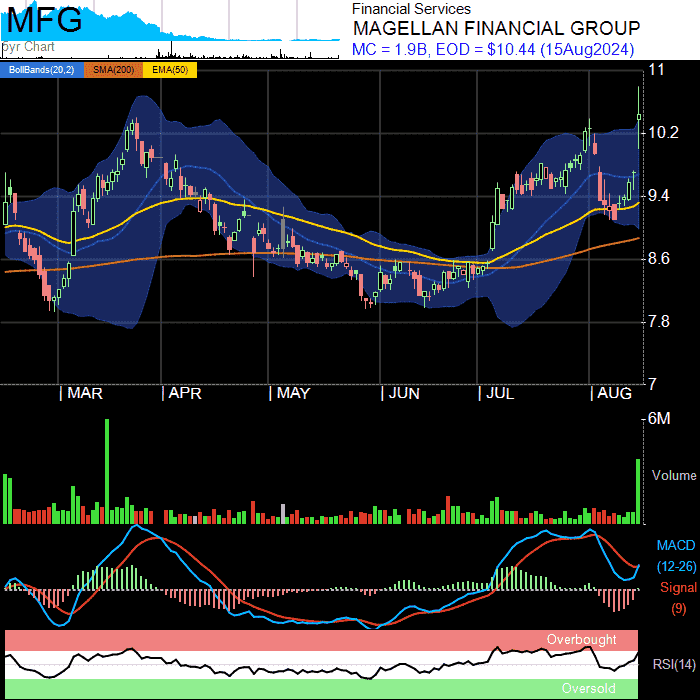 MFG
Financial Services
MAGELLAN FINANCIAL GROUP
MC = 1.9B, EOD = $10.44 (15Aug2024)
pyr Chart
BollBands(20,2) SMA(200) EMA(50)
11
10.2
9.4
8.6
7.8
7
MAR APR MAY JUN JUL AUG
6M
Volume
MACD
(12-26)
Signal
(9)
Overbought
RSI(14)
Oversold